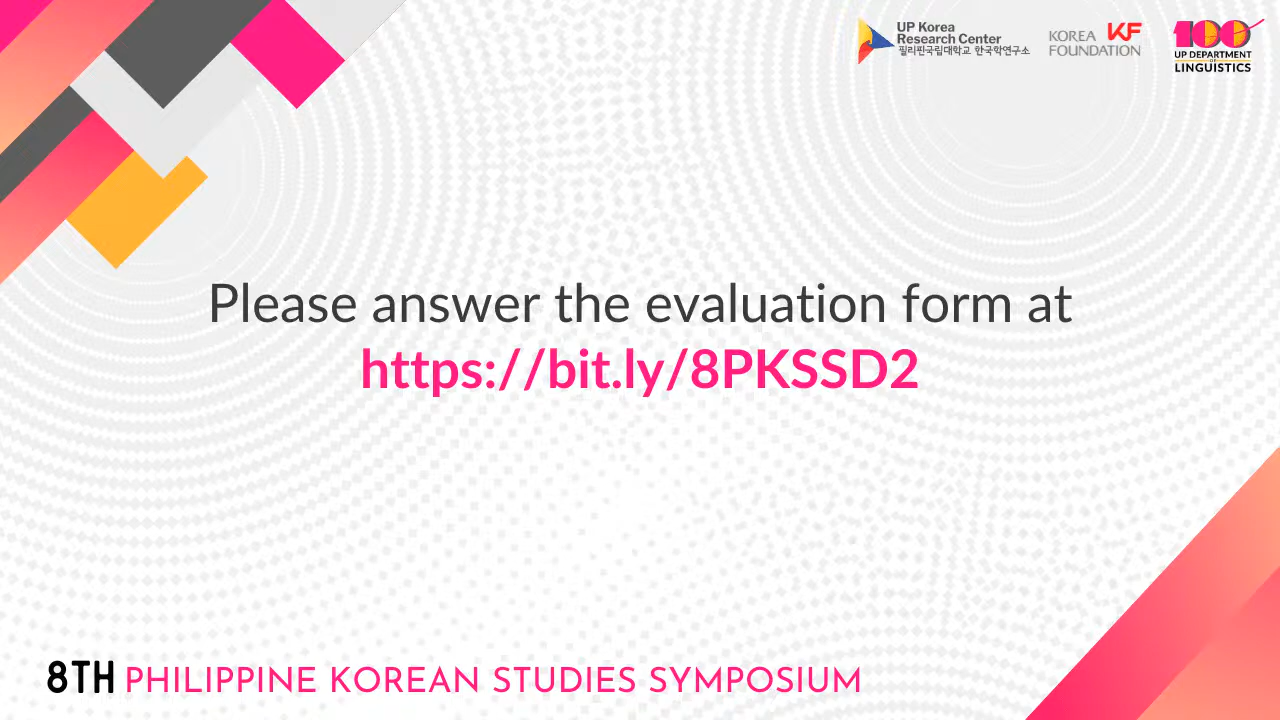 UP Korea
Research Center
필리핀국립대학교 한국학연구소
KOREA KF
FOUNDATION
100
UP DEPARTMENT
OF
LINGUISTICS
Please answer the evaluation form at
https://bit.ly/8PKSSD2
8TH PHILIPPINE KOREAN STUDIES SYMPOSIUM